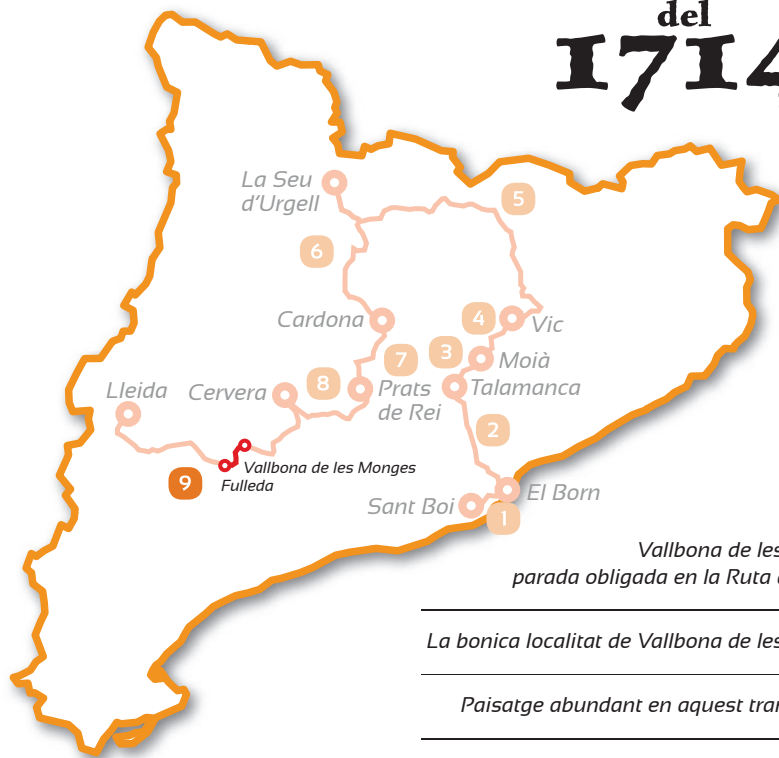 del
1714
La Seu
d'Urgell
5
6
Cardona
4
Vic
3
Moià
7
Lleida
Cervera
8
Prats
de Rei
Talamanca
2
Vallbona de les Monges
9
Fulleda
El Born
Sant Boi
1
Vallbona de les
parada obligada en la Ruta
La bonica localitat de Vallbona de les
Paisatge abundant en aquest